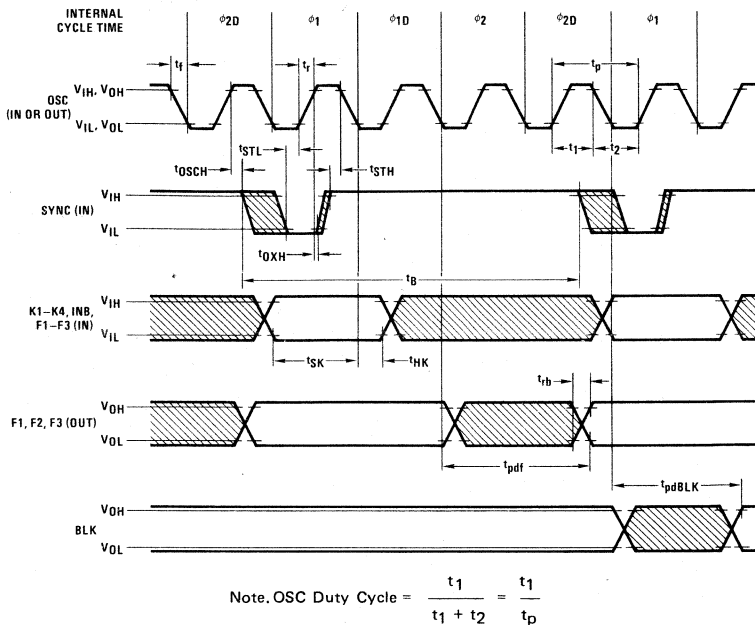 INTERNAL
CYCLE TIME
ϕ2D ϕ1 ϕ1D ϕ2 ϕ2D ϕ1
tf tr tp
OSC
(IN OR OUT)
VIH, VOH
VIL, VOL
tSTL t1 t2
tOSCH tSTH
SYNC (IN)
VIH
VIL
tOXH
tB
K1–K4, INB,
F1–F3 (IN)
VIH
VIL
tSK tHK
trb
F1, F2, F3 (OUT)
VOH
VOL
tpdf
tpdBLK
BLK
VOH
VOL
Note. OSC Duty Cycle = t1 / t1 + t2 = t1 / tp